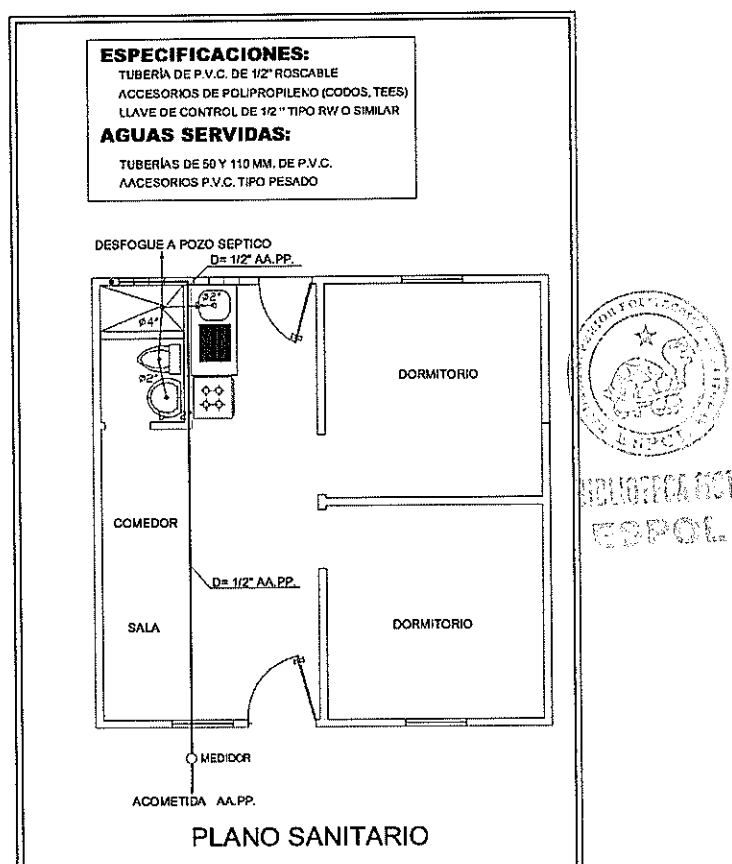 ESPECIFICACIONES:
TUBERÍA DE P.V.C. DE 1/2" ROSCABLE
ACCESORIOS DE POLIPROPILENO (CODOS, TEES)
LLAVE DE CONTROL DE 1/2" TIPO RW O SIMILAR
AGUAS SERVIDAS:
TUBERÍAS DE 50 Y 110 MM. DE P.V.C.
AACESORIOS P.V.C. TIPO PESADO
DESFOGUE A POZO SEPTICO
D= 1/2" AA.PP.
Ø2"
Ø4"
Ø2"
DORMITORIO
COMEDOR
D= 1/2" AA.PP.
SALA
DORMITORIO
MEDIDOR
ACOMETIDA AA.PP.
PLANO SANITARIO
ESPOL
BIBLIOTECA
ESPOL